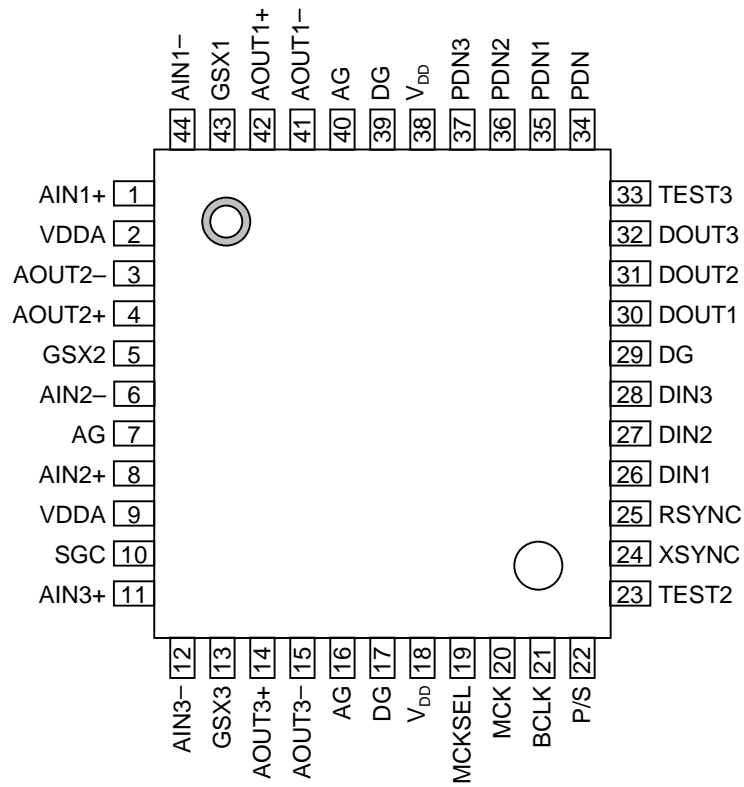 AIN1–
GSX1
AOUT1+
AOUT1–
AG
DG
VDD
PDN3
PDN2
PDN1
PDN
44
43
42
41
40
39
38
37
36
35
34
AIN1+ 1
VDDA 2
AOUT2– 3
AOUT2+ 4
GSX2 5
AIN2– 6
AG 7
AIN2+ 8
VDDA 9
SGC 10
AIN3+ 11
33 TEST3
32 DOUT3
31 DOUT2
30 DOUT1
29 DG
28 DIN3
27 DIN2
26 DIN1
25 RSYNC
24 XSYNC
23 TEST2
12
13
14
15
16
17
18
19
20
21
22
AIN3–
GSX3
AOUT3+
AOUT3–
AG
DG
VDD
MCKSEL
MCK
BCLK
P/S